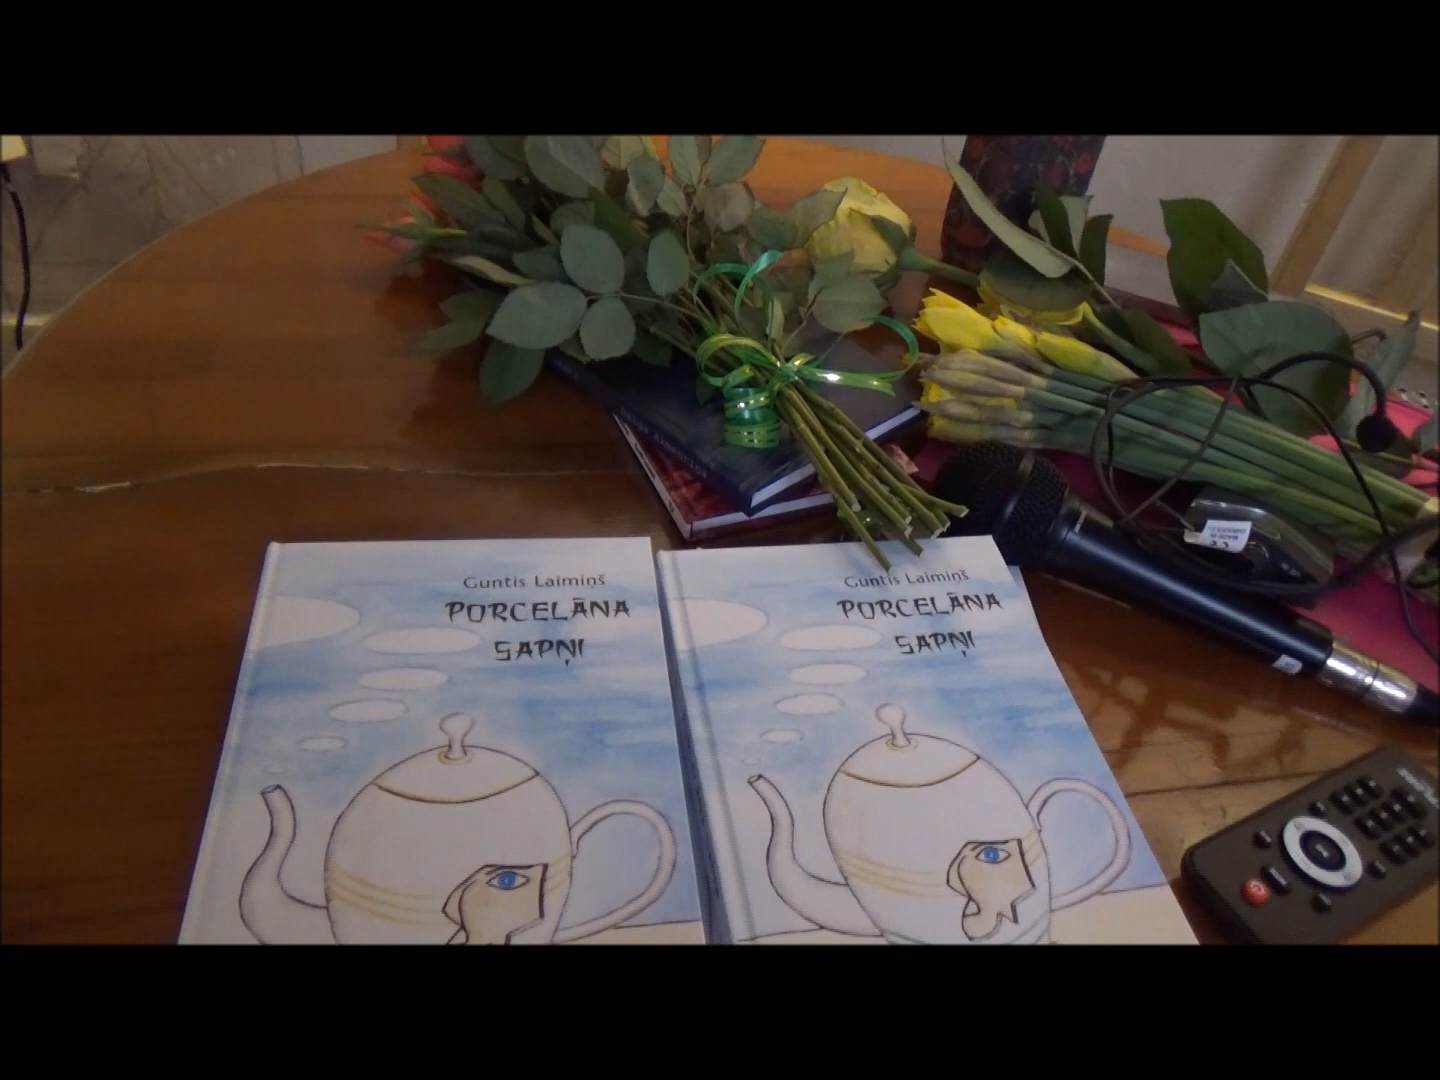 Guntis Laimiņš
PORCELĀNA
SAPŅI
Guntis Laimiņš
PORCELĀNA
SAPŅI